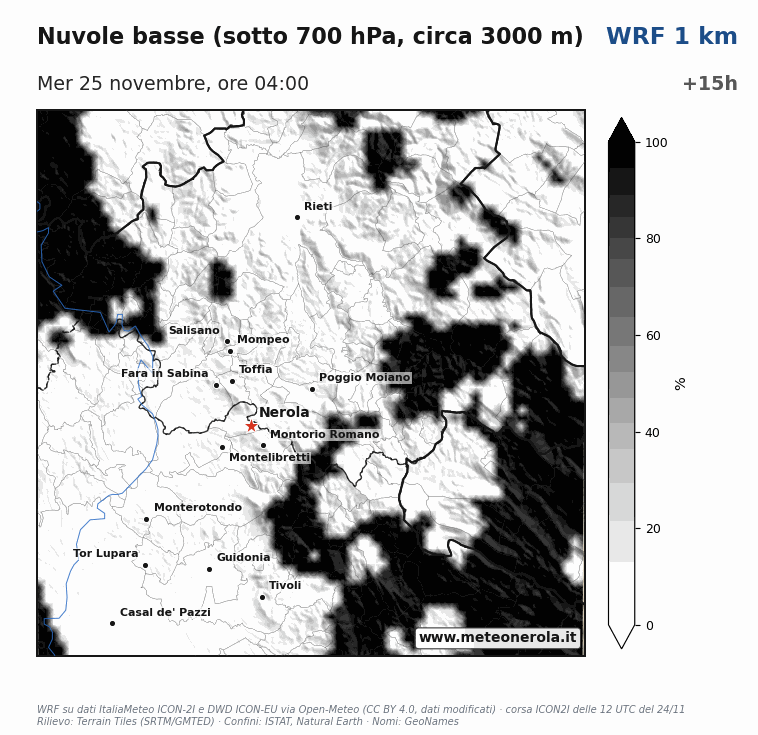 Nuvole basse (sotto 700 hPa, circa 3000 m) WRF 1 km
Mer 25 novembre, ore 04:00 +15h
100
80
60
40
20
0
%
Rieti
Salisano
Mompeo
Fara in Sabina
Toffia
Poggio Moiano
Nerola
Montorio Romano
Montelibretti
Monterotondo
Tor Lupara
Guidonia
Tivoli
Casal de' Pazzi
www.meteonerola.it
WRF su dati ItaliaMeteo ICON-2I e DWD ICON-EU via Open-Meteo (CC BY 4.0, dati modificati) · corsa ICON2I delle 12 UTC del 24/11
Rilievo: Terrain Tiles (SRTM/GMTED) · Confini: ISTAT, Natural Earth · Nomi: GeoNames